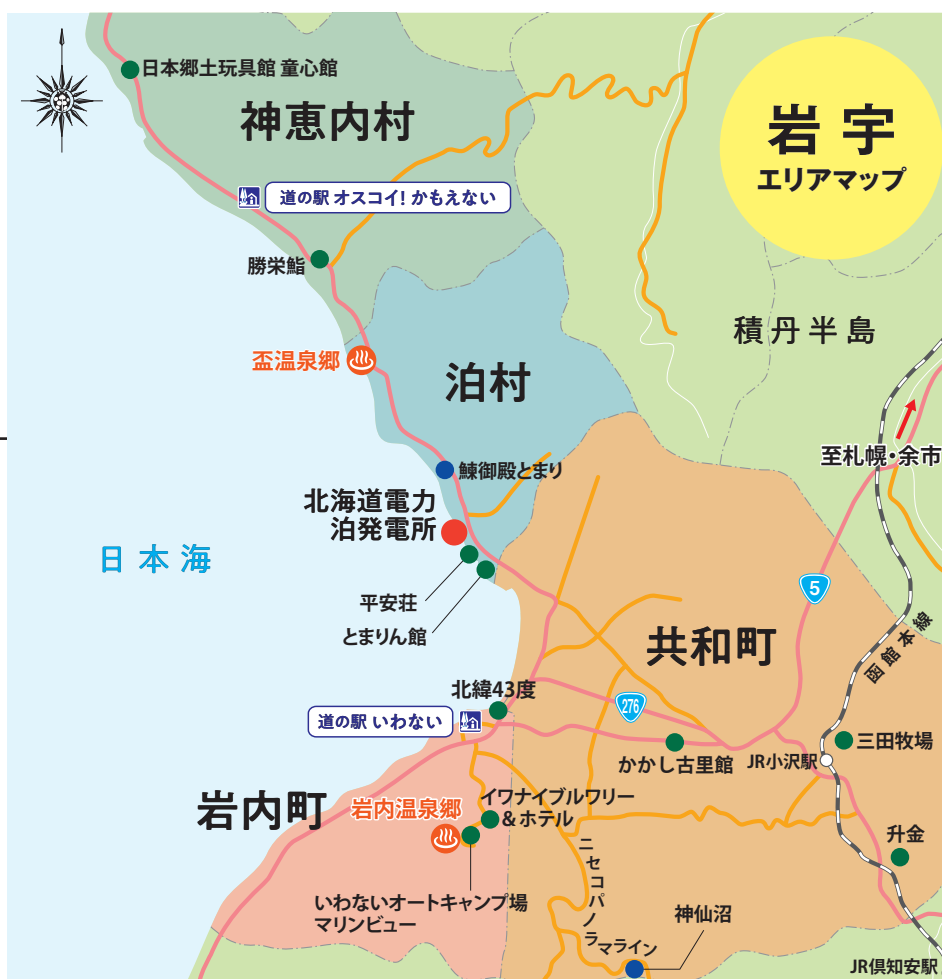 日本郷土玩具館 童心館
神恵内村
岩宇
エリアマップ
道の駅 オスコイ! かもえない
勝栄鮨
積丹半島
盃温泉郷
泊村
至札幌・余市
鰊御殿とまり
北海道電力
泊発電所
日本海
5
平安荘
とまりん館
共和町
函館本線
北緯43度
276
道の駅 いわない
三田牧場
かかし古里館
JR小沢駅
岩内町
岩内温泉郷
イワナイブルワリー
&ホテル
升金
ニセコパノラマライン
いわないオートキャンプ場
マリンビュー
神仙沼
JR倶知安駅